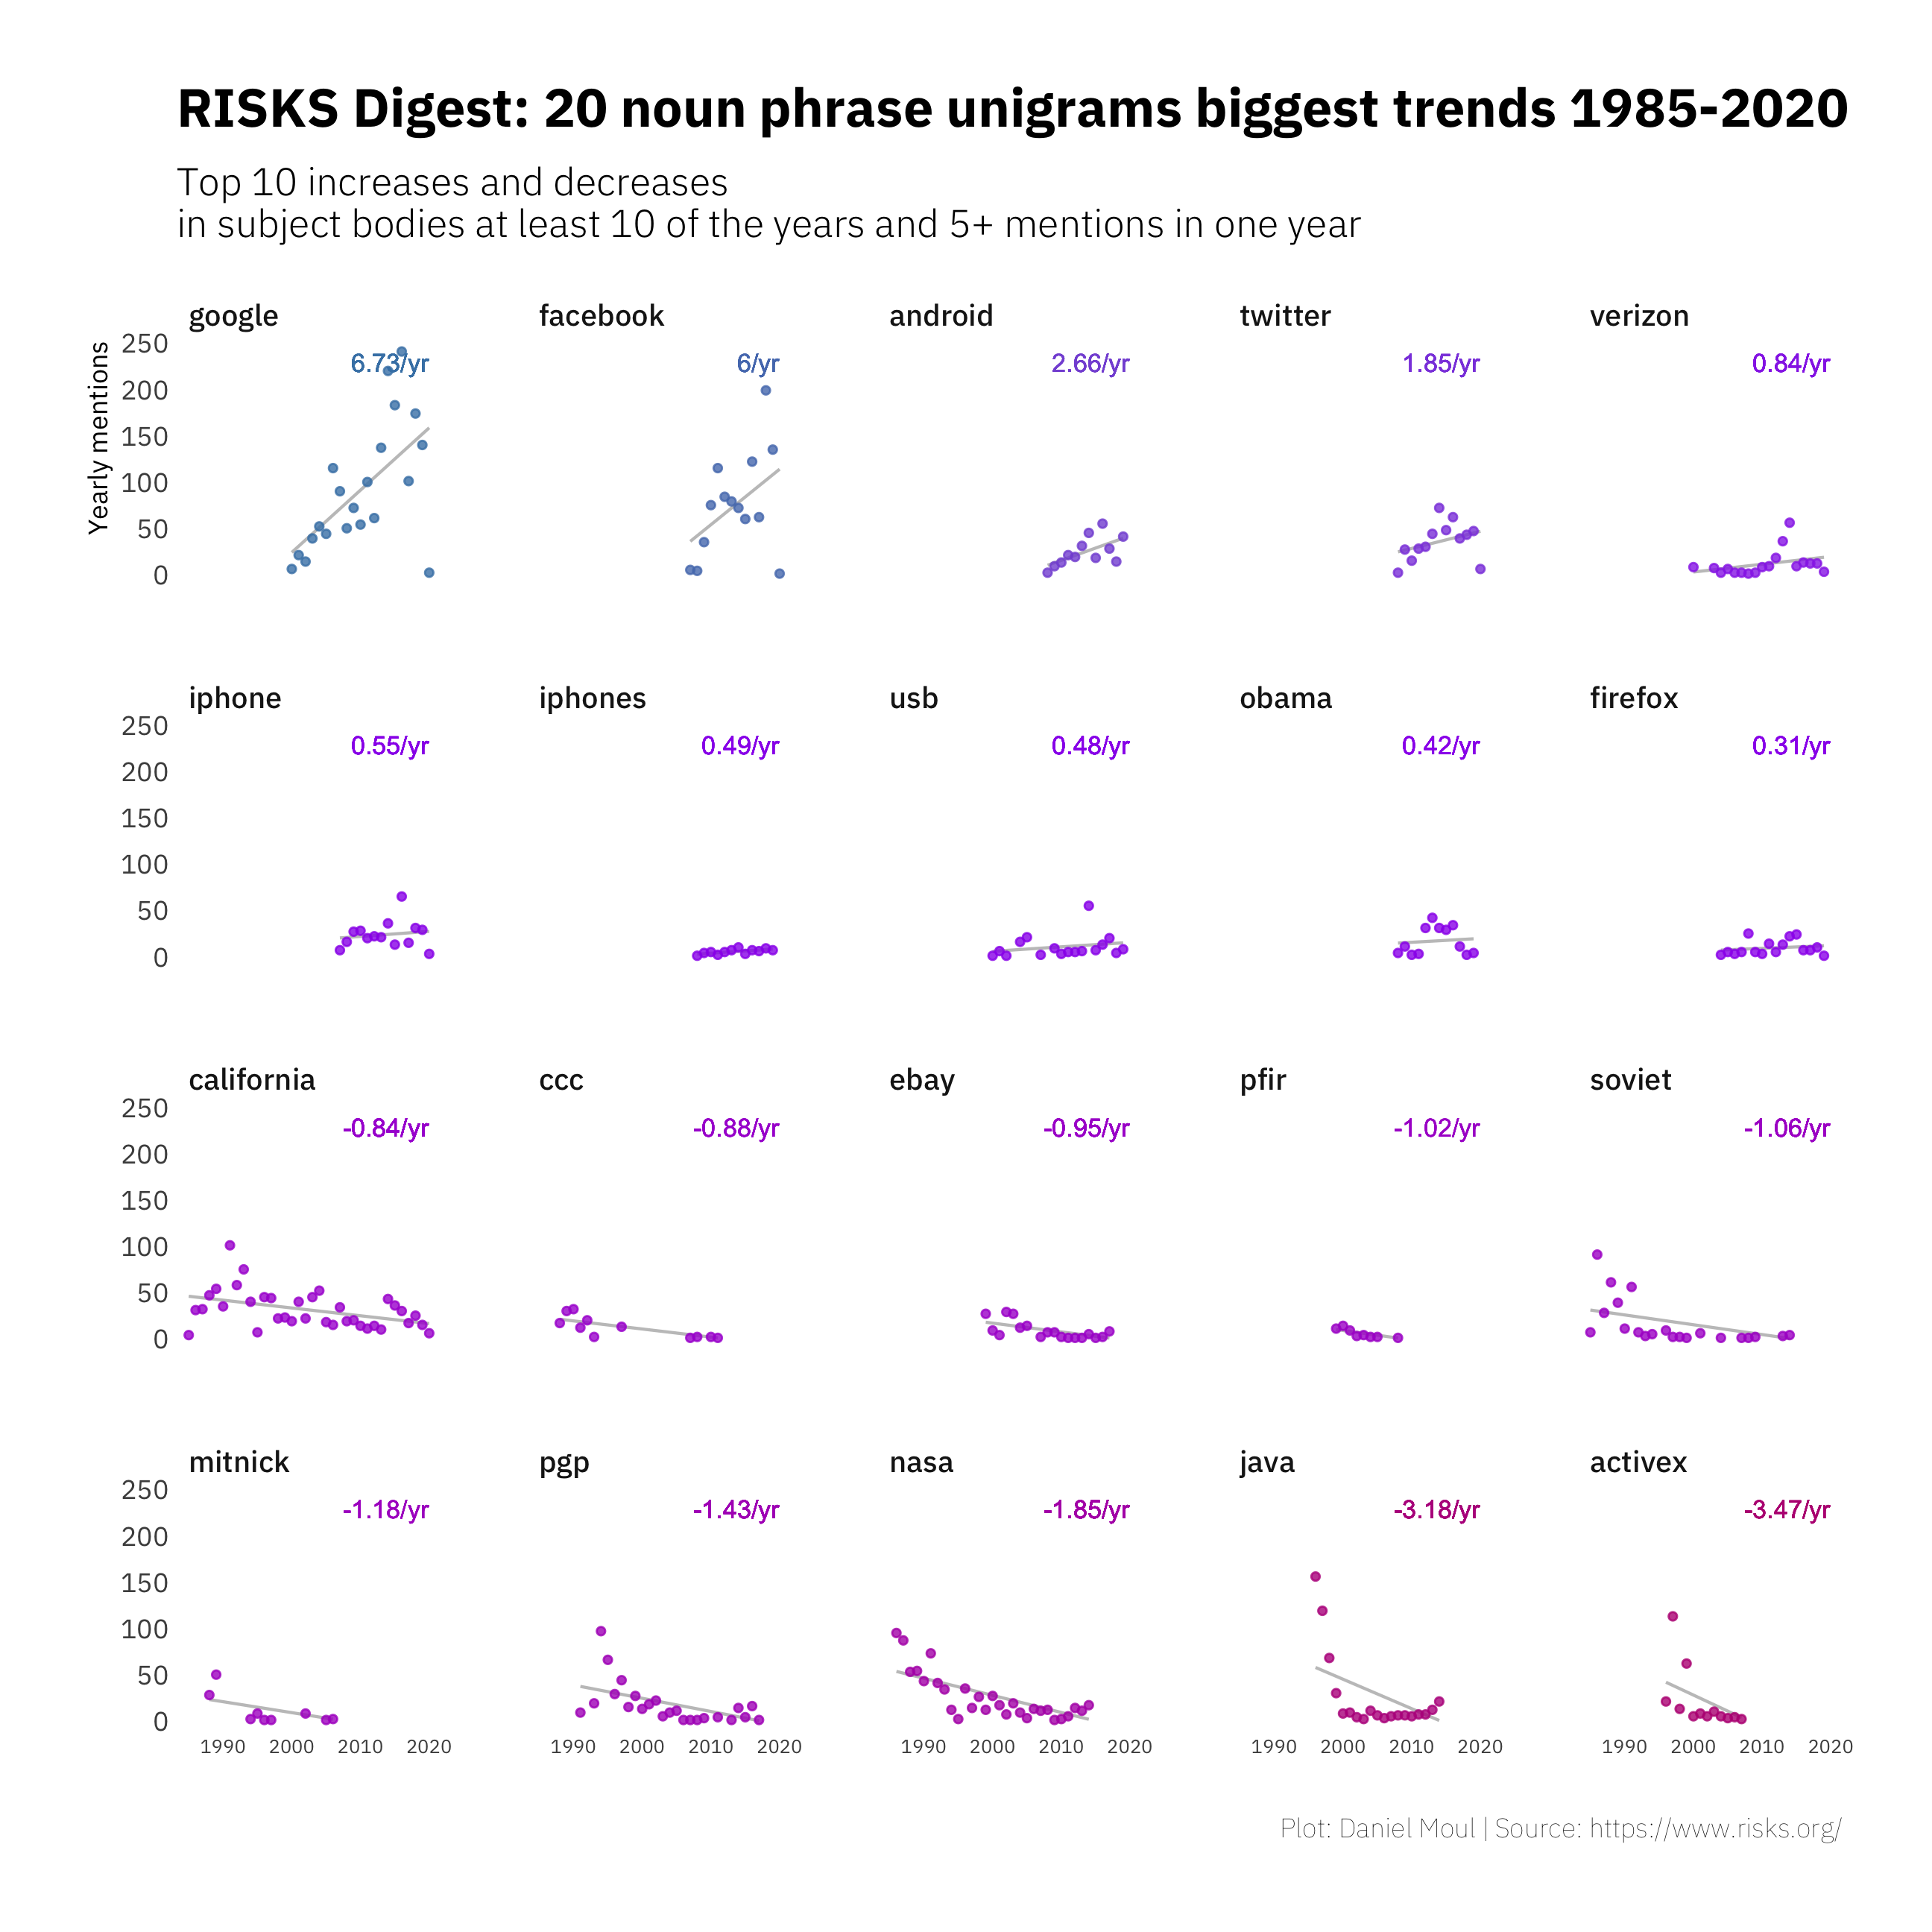 RISKS Digest: 20 noun phrase unigrams biggest trends 1985-2020
Top 10 increases and decreases
in subject bodies at least 10 of the years and 5+ mentions in one year
google facebook android twitter verizon
Yearly mentions
250
200
150
100
50
0
6.73/yr 6/yr 2.66/yr 1.85/yr 0.84/yr
iphone iphones usb obama firefox
250
200
150
100
50
0
0.55/yr 0.49/yr 0.48/yr 0.42/yr 0.31/yr
california ccc ebay pfir soviet
250
200
150
100
50
0
-0.84/yr -0.88/yr -0.95/yr -1.02/yr -1.06/yr
mitnick pgp nasa java activex
250
200
150
100
50
0
-1.18/yr -1.43/yr -1.85/yr -3.18/yr -3.47/yr
1990 2000 2010 2020 1990 2000 2010 2020 1990 2000 2010 2020 1990 2000 2010 2020 1990 2000 2010 2020
Plot: Daniel Moul | Source: https://www.risks.org/